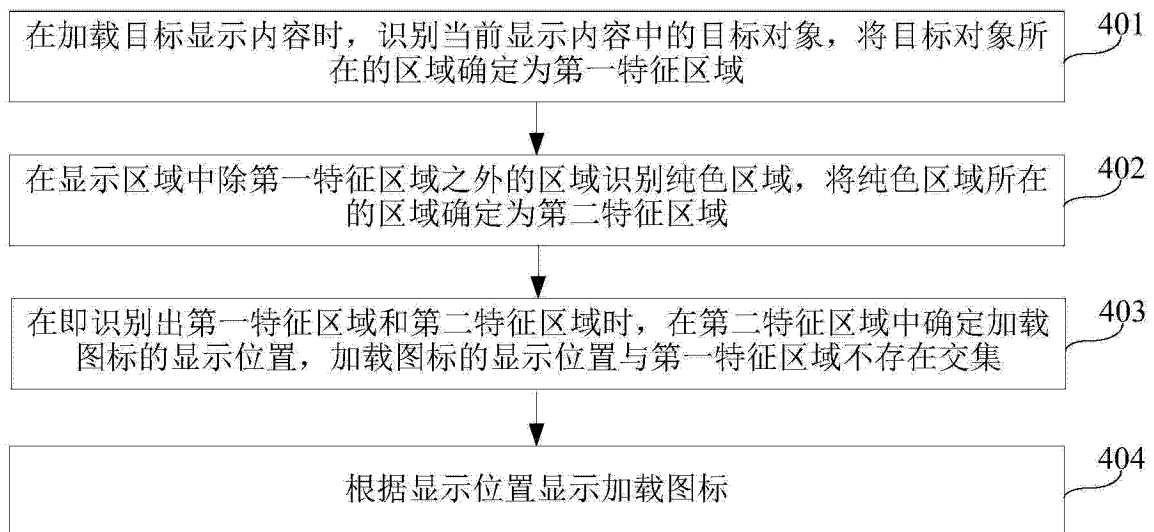 在加载目标显示内容时，识别当前显示内容中的目标对象，将目标对象所
在的区域确定为第一特征区域
401
在显示区域中除第一特征区域之外的区域识别纯色区域，将纯色区域所在
的区域确定为第二特征区域
402
在即识别出第一特征区域和第二特征区域时，在第二特征区域中确定加载
图标的显示位置，加载图标的显示位置与第一特征区域不存在交集
403
根据显示位置显示加载图标
404